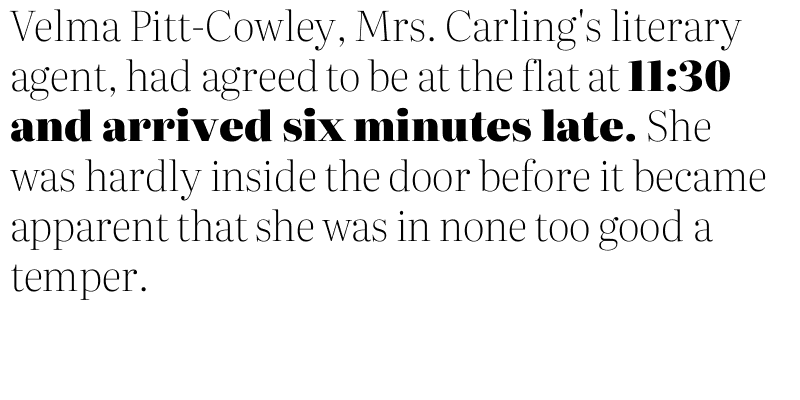 Velma Pitt-Cowley, Mrs. Carling's literary
agent, had agreed to be at the flat at 11:30
and arrived six minutes late. She
was hardly inside the door before it became
apparent that she was in none too good a
temper.